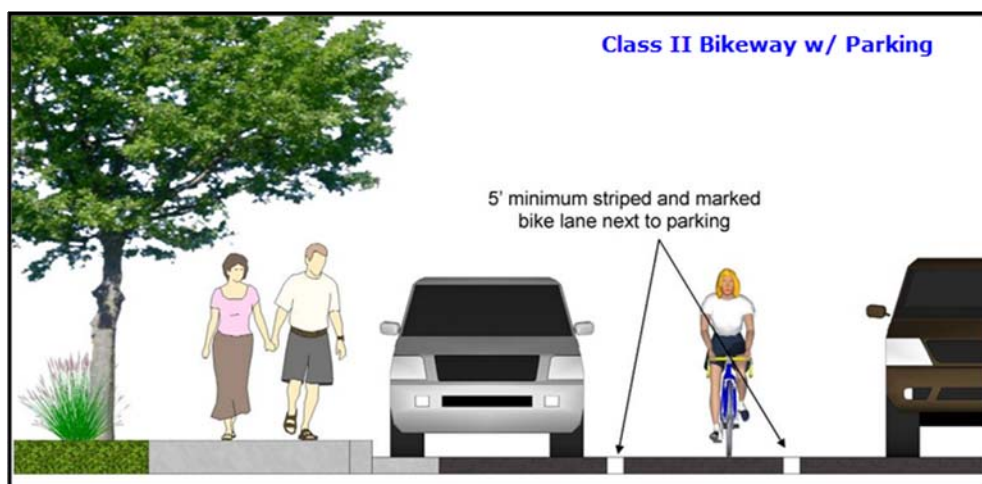 Class II Bikeway w/ Parking
5' minimum striped and marked
bike lane next to parking